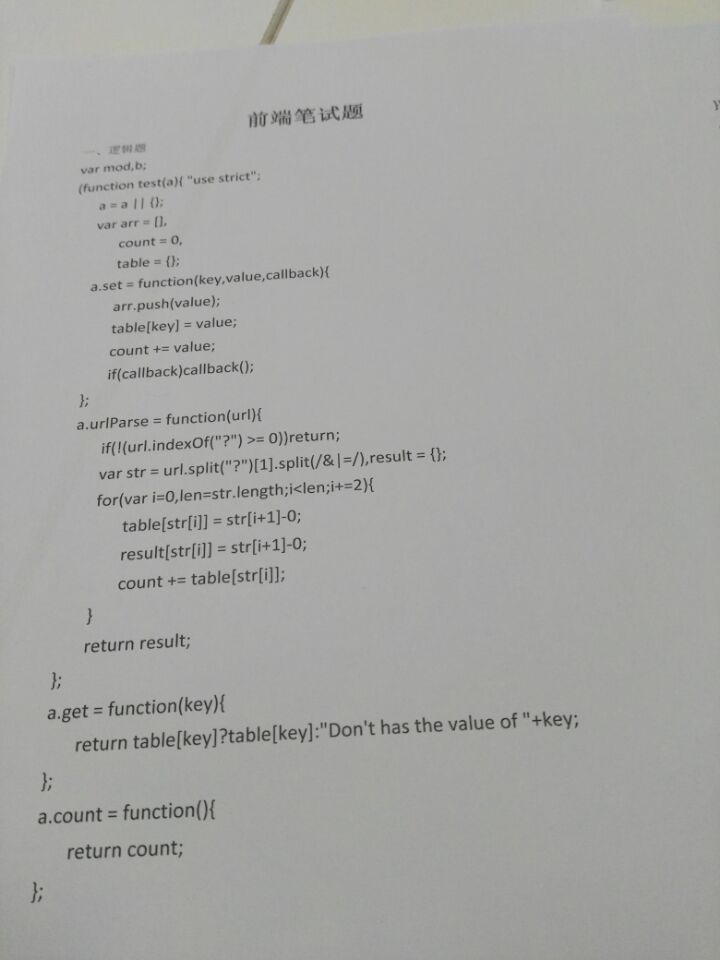 前端笔试题
一、逻辑题
var mod,b;
(function test(a){ "use strict";
a = a || {};
var arr = [],
count = 0,
table = {};
a.set = function(key,value,callback){
arr.push(value);
table[key] = value;
count += value;
if(callback)callback();
};
a.urlParse = function(url){
if(!(url.indexOf("?") >= 0))return;
var str = url.split("?")[1].split(/&|=/),result = {};
for(var i=0,len=str.length;i<len;i+=2){
table[str[i]] = str[i+1]-0;
result[str[i]] = str[i+1]-0;
count += table[str[i]];
}
return result;
};
a.get = function(key){
return table[key]?table[key]:"Don't has the value of "+key;
};
a.count = function(){
return count;
};